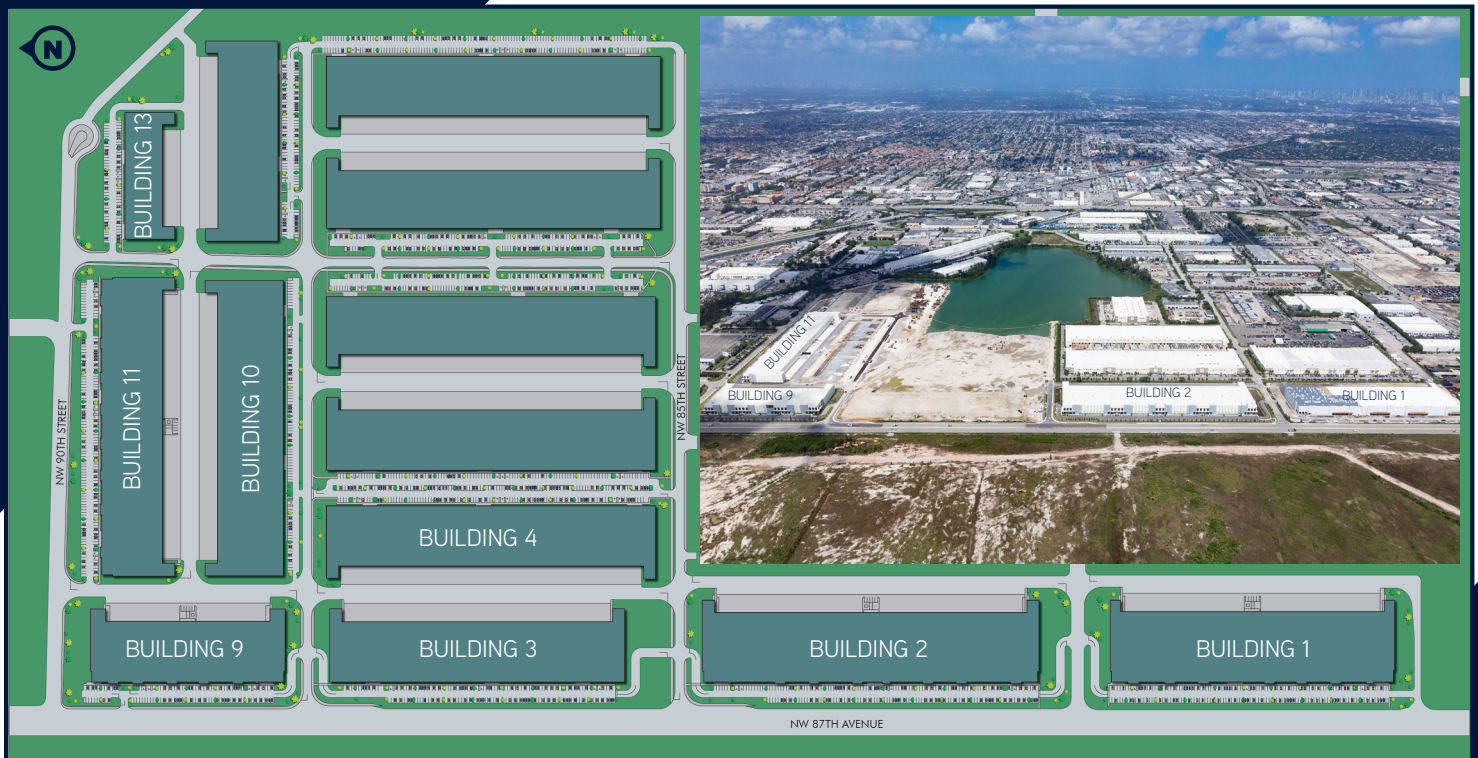 N
BUILDING 13
BUILDING 11
BUILDING 10
NW 90TH STREET
NW 85TH STREET
BUILDING 4
BUILDING 9
BUILDING 3
BUILDING 2
BUILDING 1
NW 87TH AVENUE
BUILDING 11
BUILDING 9
BUILDING 2
BUILDING 1